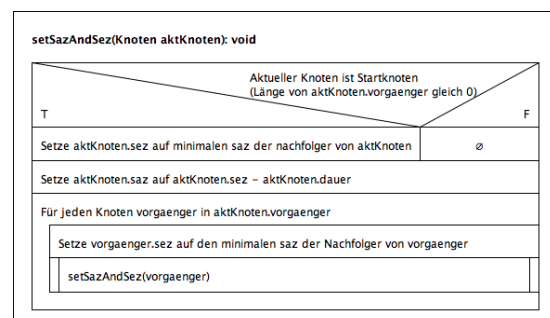 setSazAndSez(Knoten aktKnoten): void
Aktueller Knoten ist Startknoten
(Länge von aktKnoten.vorgaenger gleich 0)
T F
Setze aktKnoten.sez auf minimalen saz der nachfolger von aktKnoten ∅
Setze aktKnoten.saz auf aktKnoten.sez – aktKnoten.dauer
Für jeden Knoten vorgaenger in aktKnoten.vorgaenger
Setze vorgaenger.sez auf den minimalen saz der Nachfolger von vorgaenger
setSazAndSez(vorgaenger)